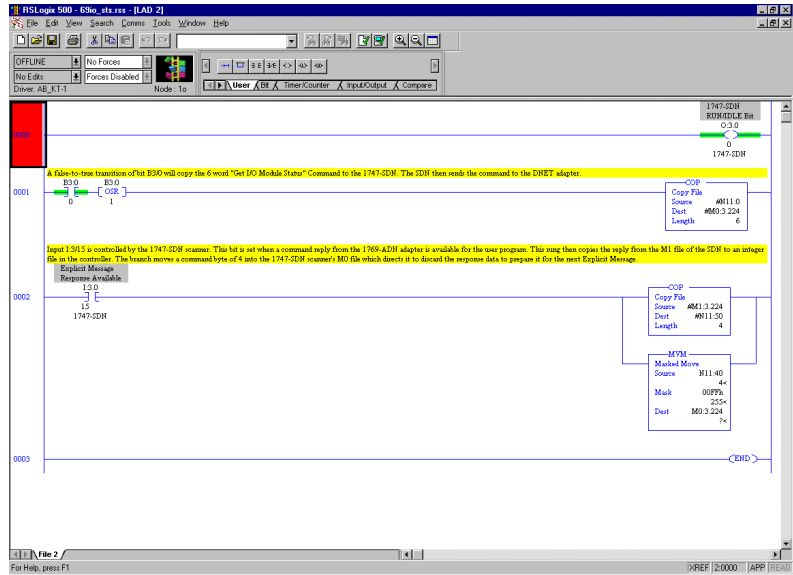 RSLogix 500 - 69io_sts.rss - [LAD 2]
File Edit View Search Comms Tools Window Help
OFFLINE No Forces
No Edits Forces Disabled
Driver: AB_KT-1 Node : 1o
User Bit Timer/Counter Input/Output Compare
1747-SDN
RUN/IDLE Bit
O:3.0
0000
0
1747-SDN
A false-to-true transition of bit B3/0 will copy the 6 word "Get I/O Module Status" Command to the 1747-SDN. The SDN then sends the command to the DNET adapter.
0001
B3:0 B3:0
OSR
0 1
COP
Copy File
Source #N11:0
Dest #M0:3.224
Length 6
Input I:3/15 is controlled by the 1747-SDN scanner. This bit is set when a command reply from the 1769-ADN adapter is available for the user program. This rung then copies the reply from the M1 file of the SDN to an integer
file in the controller. The branch moves a command byte of 4 into the 1747-SDN scanner's M0 file which directs it to discard the response data to prepare it for the next Explicit Message.
Explicit Message
Response Available
I:3.0
0002
15
1747-SDN
COP
Copy File
Source #M1:3.224
Dest #N11:50
Length 4
MVM
Masked Move
Source N11:40
4<
Mask 00FFh
255<
Dest M0:3.224
?<
0003
END
File 2
For Help, press F1
XREF 2:0000 APP READ